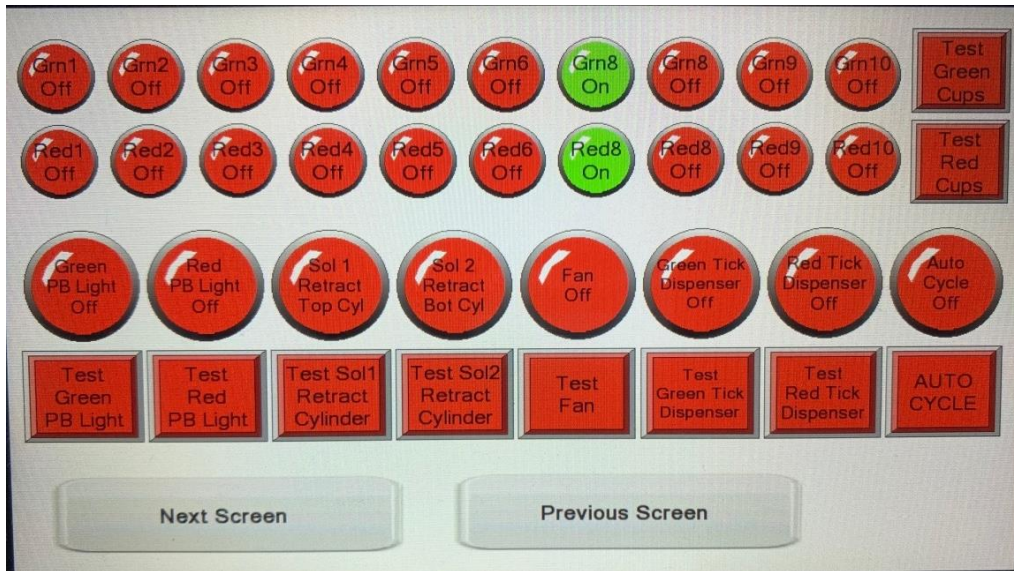 Grn1 Off
Grn2 Off
Grn3 Off
Grn4 Off
Grn5 Off
Grn6 Off
Grn8 On
Grn8 Off
Grn9 Off
Grn10 Off
Test
Green
Cups
Red1 Off
Red2 Off
Red3 Off
Red4 Off
Red5 Off
Red6 Off
Red8 On
Red8 Off
Red9 Off
Red10 Off
Test
Red
Cups
Green
PB Light
Off
Red
PB Light
Off
Sol 1
Retract
Top Cyl
Sol 2
Retract
Bot Cyl
Fan
Off
Green Tick
Dispenser
Off
Red Tick
Dispenser
Off
Auto
Cycle
Off
Test
Green
PB Light
Test
Red
PB Light
Test Sol1
Retract
Cylinder
Test Sol2
Retract
Cylinder
Test
Fan
Test
Green Tick
Dispenser
Test
Red Tick
Dispenser
AUTO
CYCLE
Next Screen
Previous Screen